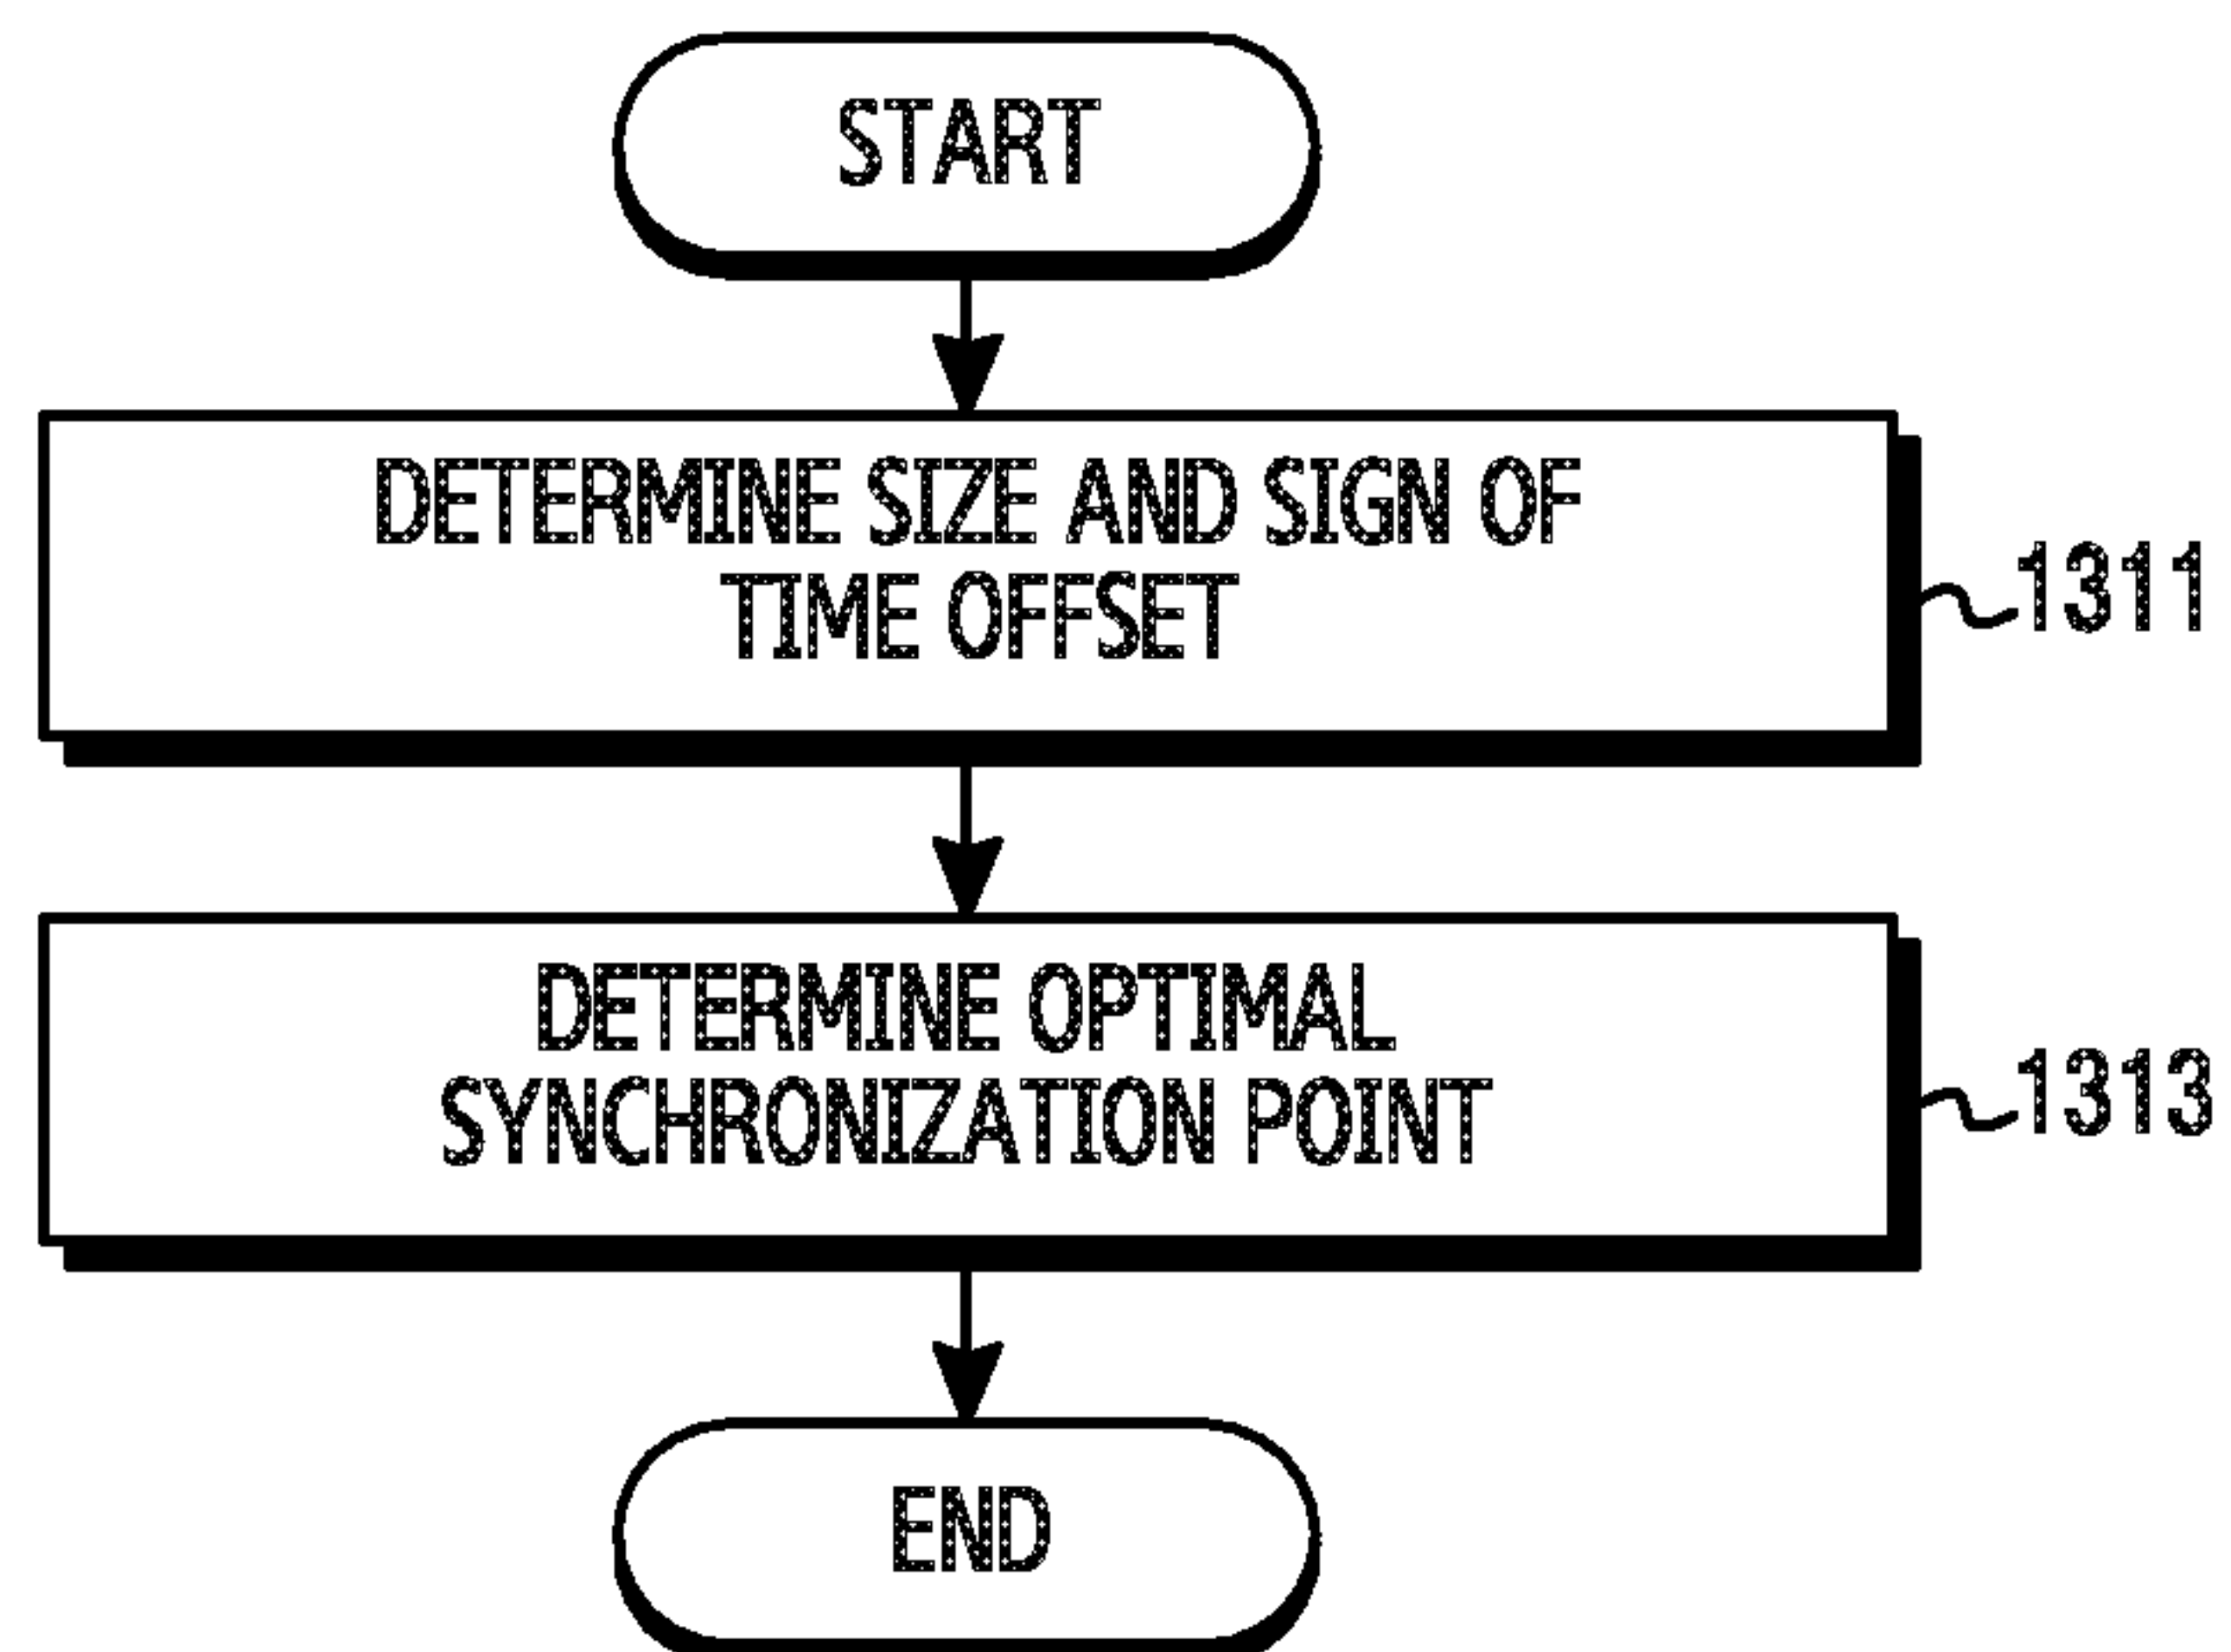 START
DETERMINE SIZE AND SIGN OF
TIME OFFSET
1311
DETERMINE OPTIMAL
SYNCHRONIZATION POINT
1313
END